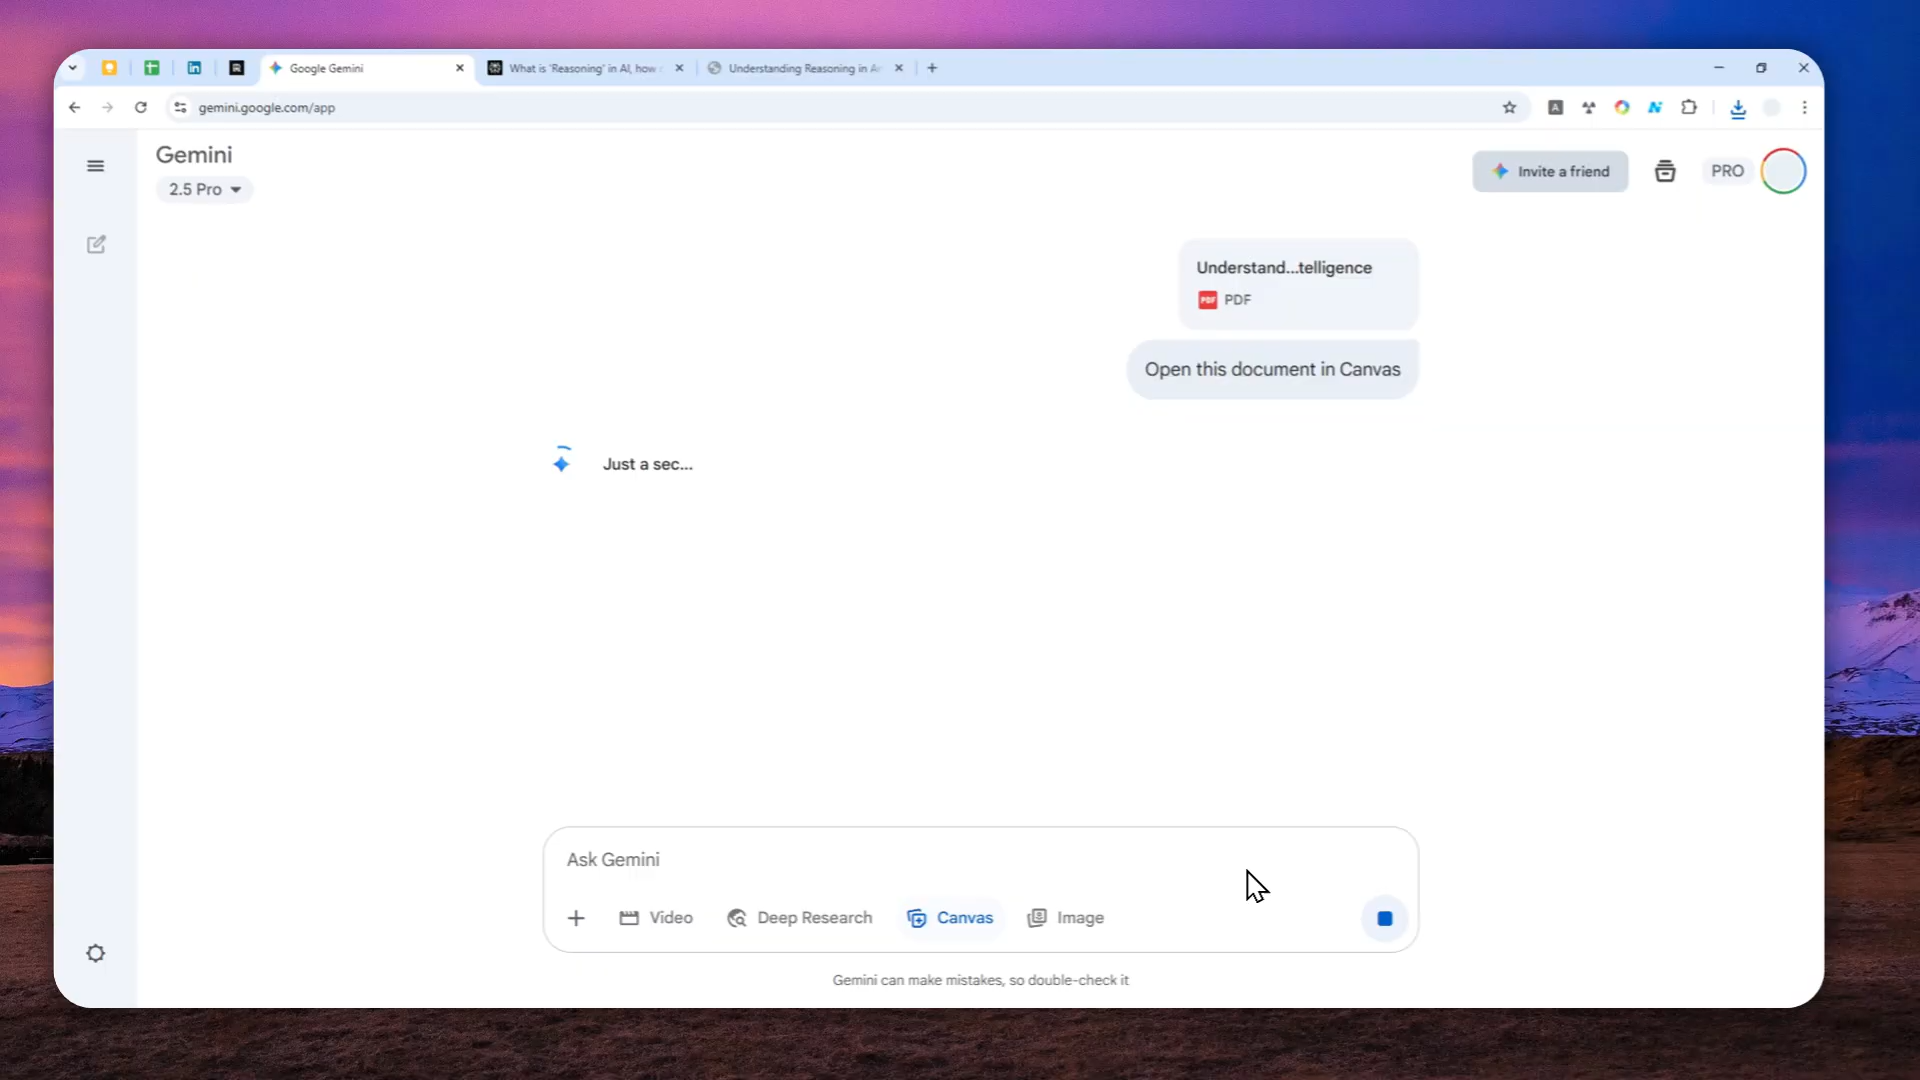 Google Gemini
What is 'Reasoning' in AI, how
Understanding Reasoning in Ar
gemini.google.com/app
Gemini
2.5 Pro
Invite a friend
PRO
Understand...telligence
PDF
PDF
Open this document in Canvas
Just a sec...
Ask Gemini
Video
Deep Research
Canvas
Image
Gemini can make mistakes, so double-check it